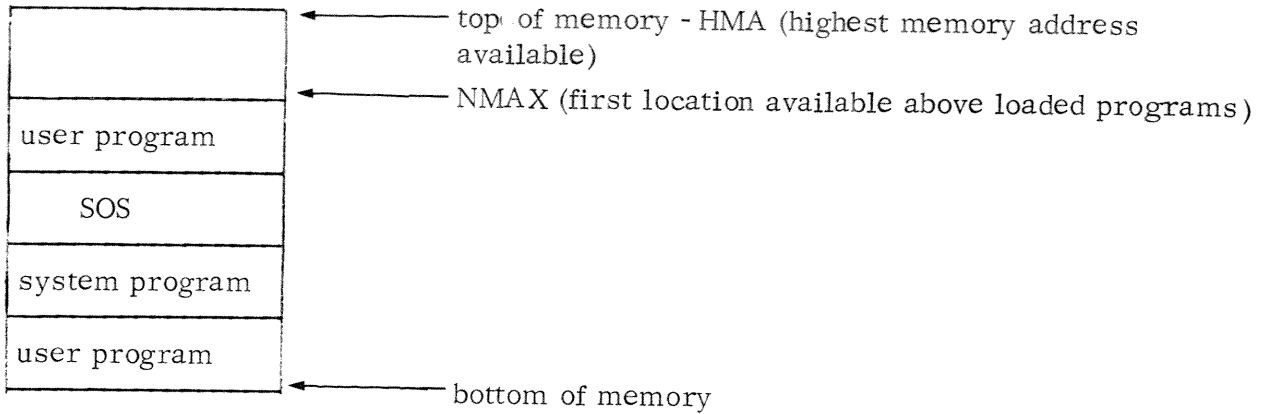 top of memory - HMA (highest memory address
available)
NMAX (first location available above loaded programs)
user program
SOS
system program
user program
bottom of memory